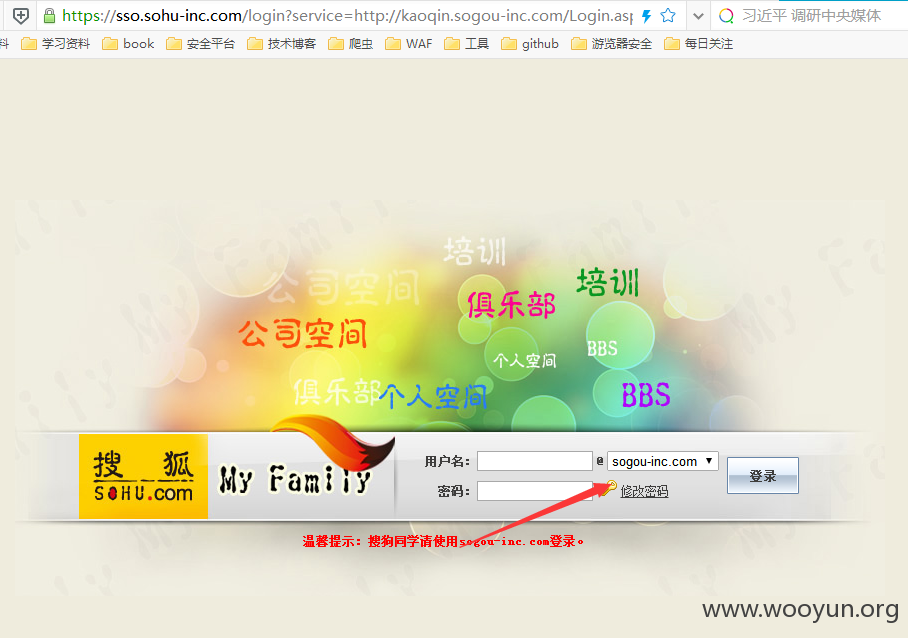 https://sso.sohu-inc.com/login?service=http://kaoqin.sogou-inc.com/Login.asp
习近平 调研中央媒体
料 学习资料 book 安全平台 技术博客 爬虫 WAF 工具 github 游览器安全 每日关注
培训
公司空间
培训
俱乐部
公司空间
BBS
个人空间
俱乐部
个人空间
BBS
搜狐
SOHU.com
My Family
用户名: @ sogou-inc.com 登录
密码: 修改密码
温馨提示：搜狗同学请使用sogou-inc.com登录。
www.wooyun.org